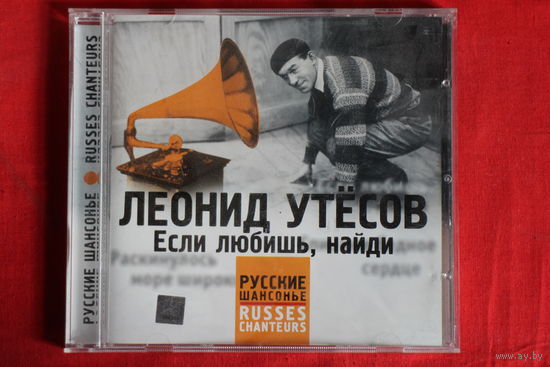 РУССКИЕ ШАНСОНЬЕ RUSSES CHANTEURS
ЛЕОНИД УТЁСОВ
Если любишь, найди
Раскинулось
море широко
сердце
РУССКИЕ
ШАНСОНЬЕ
RUSSES
CHANTEURS
www.ay.by